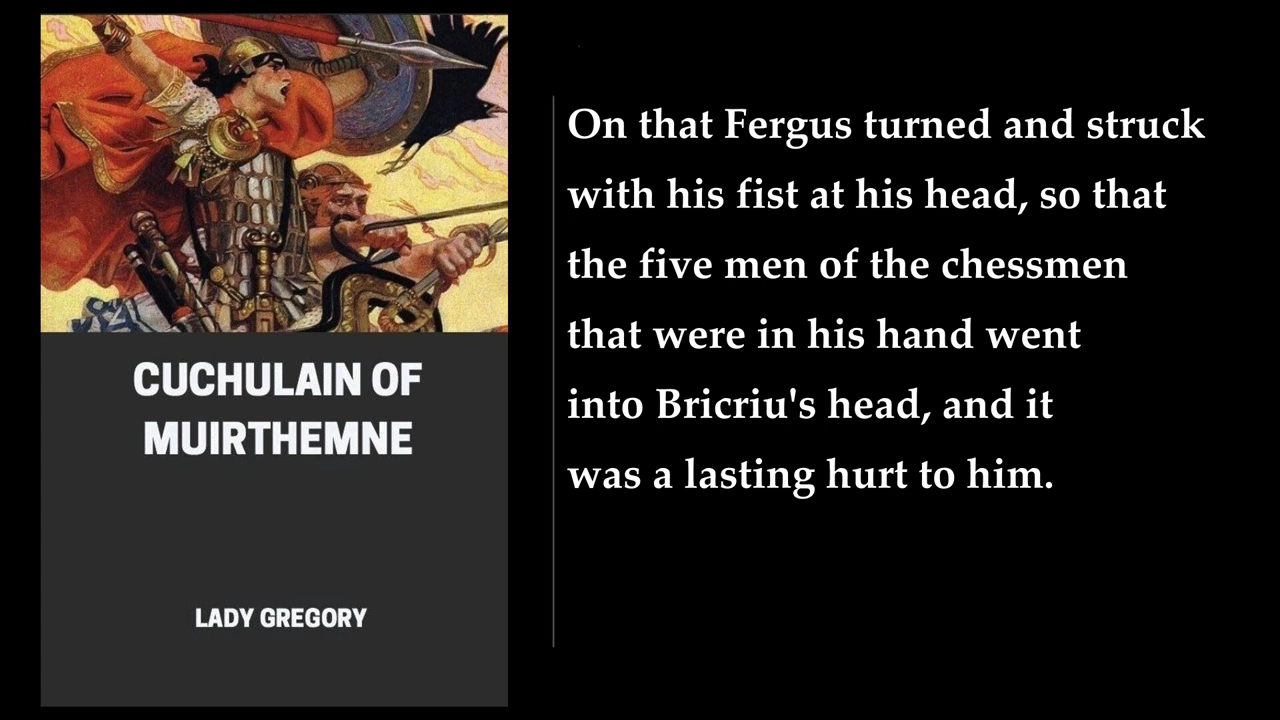 CUCHULAIN OF
MUIRTHEMNE
LADY GREGORY
On that Fergus turned and struck
with his fist at his head, so that
the five men of the chessmen
that were in his hand went
into Bricriu's head, and it
was a lasting hurt to him.